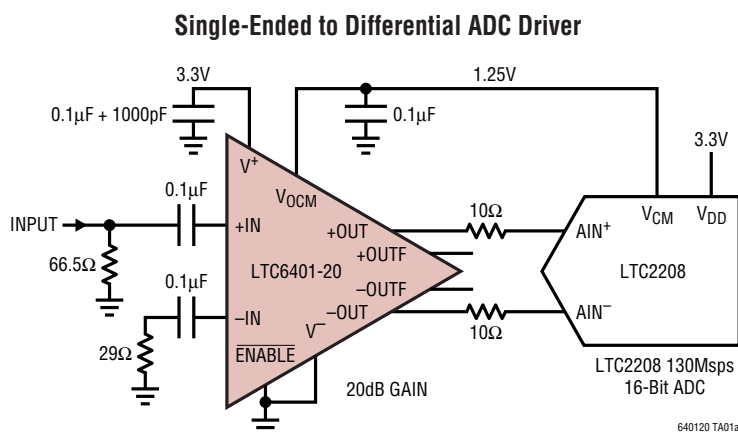 Single-Ended to Differential ADC Driver
3.3V
1.25V
0.1µF + 1000pF
0.1µF
3.3V
V+
VOCM
0.1µF
INPUT
+IN
+OUT
10Ω
AIN+
VCM
VDD
+OUTF
66.5Ω
LTC6401-20
LTC2208
0.1µF
–OUTF
–IN
–OUT
10Ω
AIN–
V–
29Ω
ENABLE
20dB GAIN
LTC2208 130Msps
16-Bit ADC
640120 TA01a